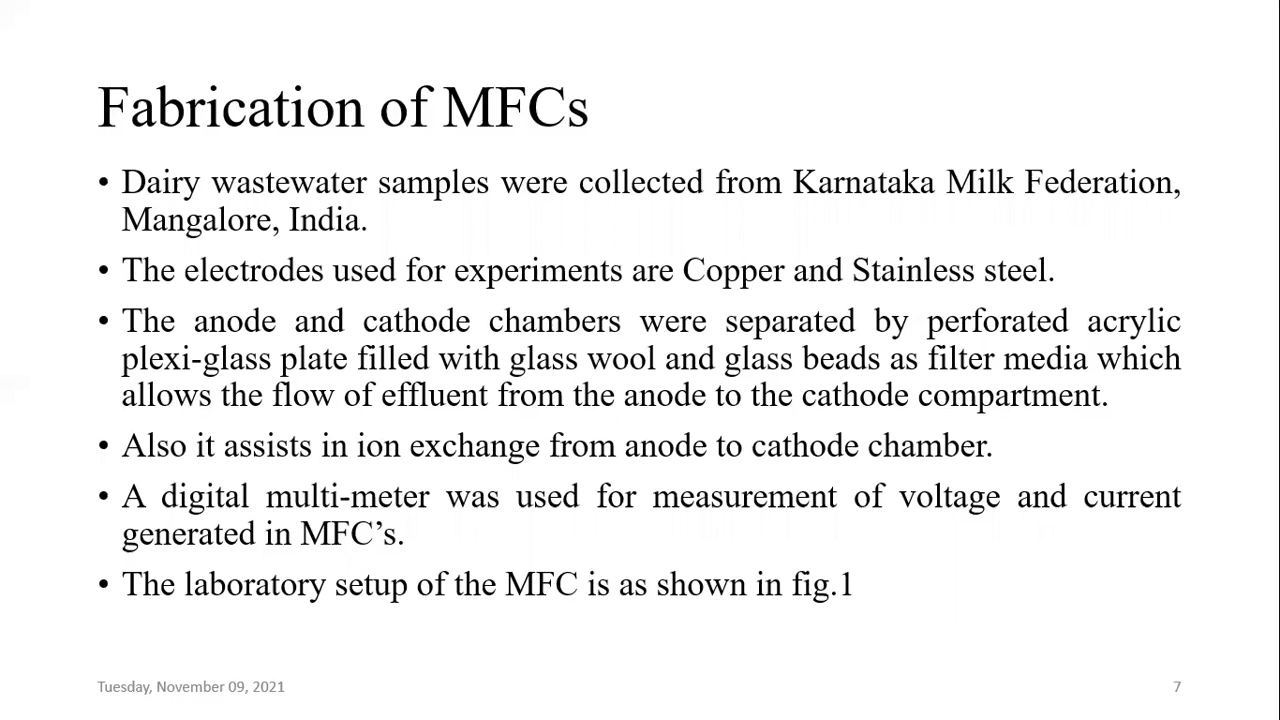 Fabrication of MFCs
• Dairy wastewater samples were collected from Karnataka Milk Federation,
Mangalore, India.
• The electrodes used for experiments are Copper and Stainless steel.
• The anode and cathode chambers were separated by perforated acrylic
plexi-glass plate filled with glass wool and glass beads as filter media which
allows the flow of effluent from the anode to the cathode compartment.
• Also it assists in ion exchange from anode to cathode chamber.
• A digital multi-meter was used for measurement of voltage and current
generated in MFC’s.
• The laboratory setup of the MFC is as shown in fig.1
Tuesday, November 09, 2021
7